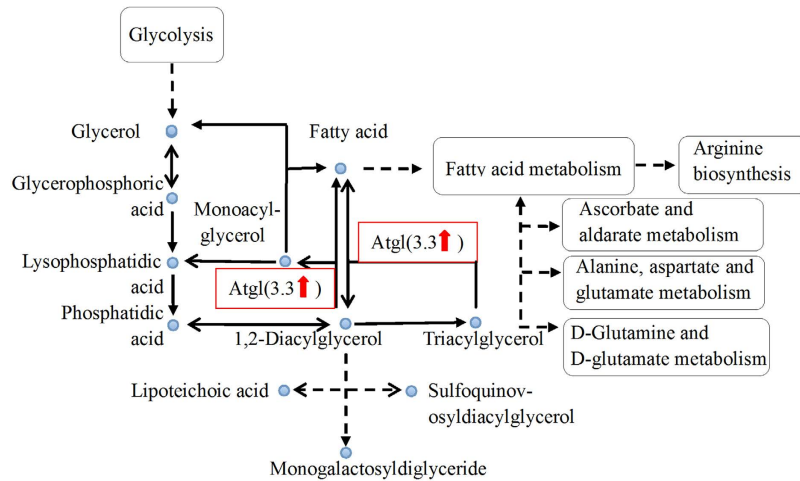 Glycolysis
Glycerol
Fatty acid
Fattv acid metabolism
Arginine
biosynthesis
Glycerophosphoric
acid
Monoacyl-
glycerol
Ascorbate and
aldarate metabolism
Atgl(3.3⬆)
Lysophosphatidic
acid
Atgl(3.3⬆)
Alanine, aspartate and
glutamate metabolism
Phosphatidic
acid
1,2-Diacylglycerol
Triacylglycerol
D-Glutamine and
D-glutamate metabolism
Lipoteichoic acid
Sulfoquinov-
osyldiacylglycerol
Monogalactosyldiglyceride